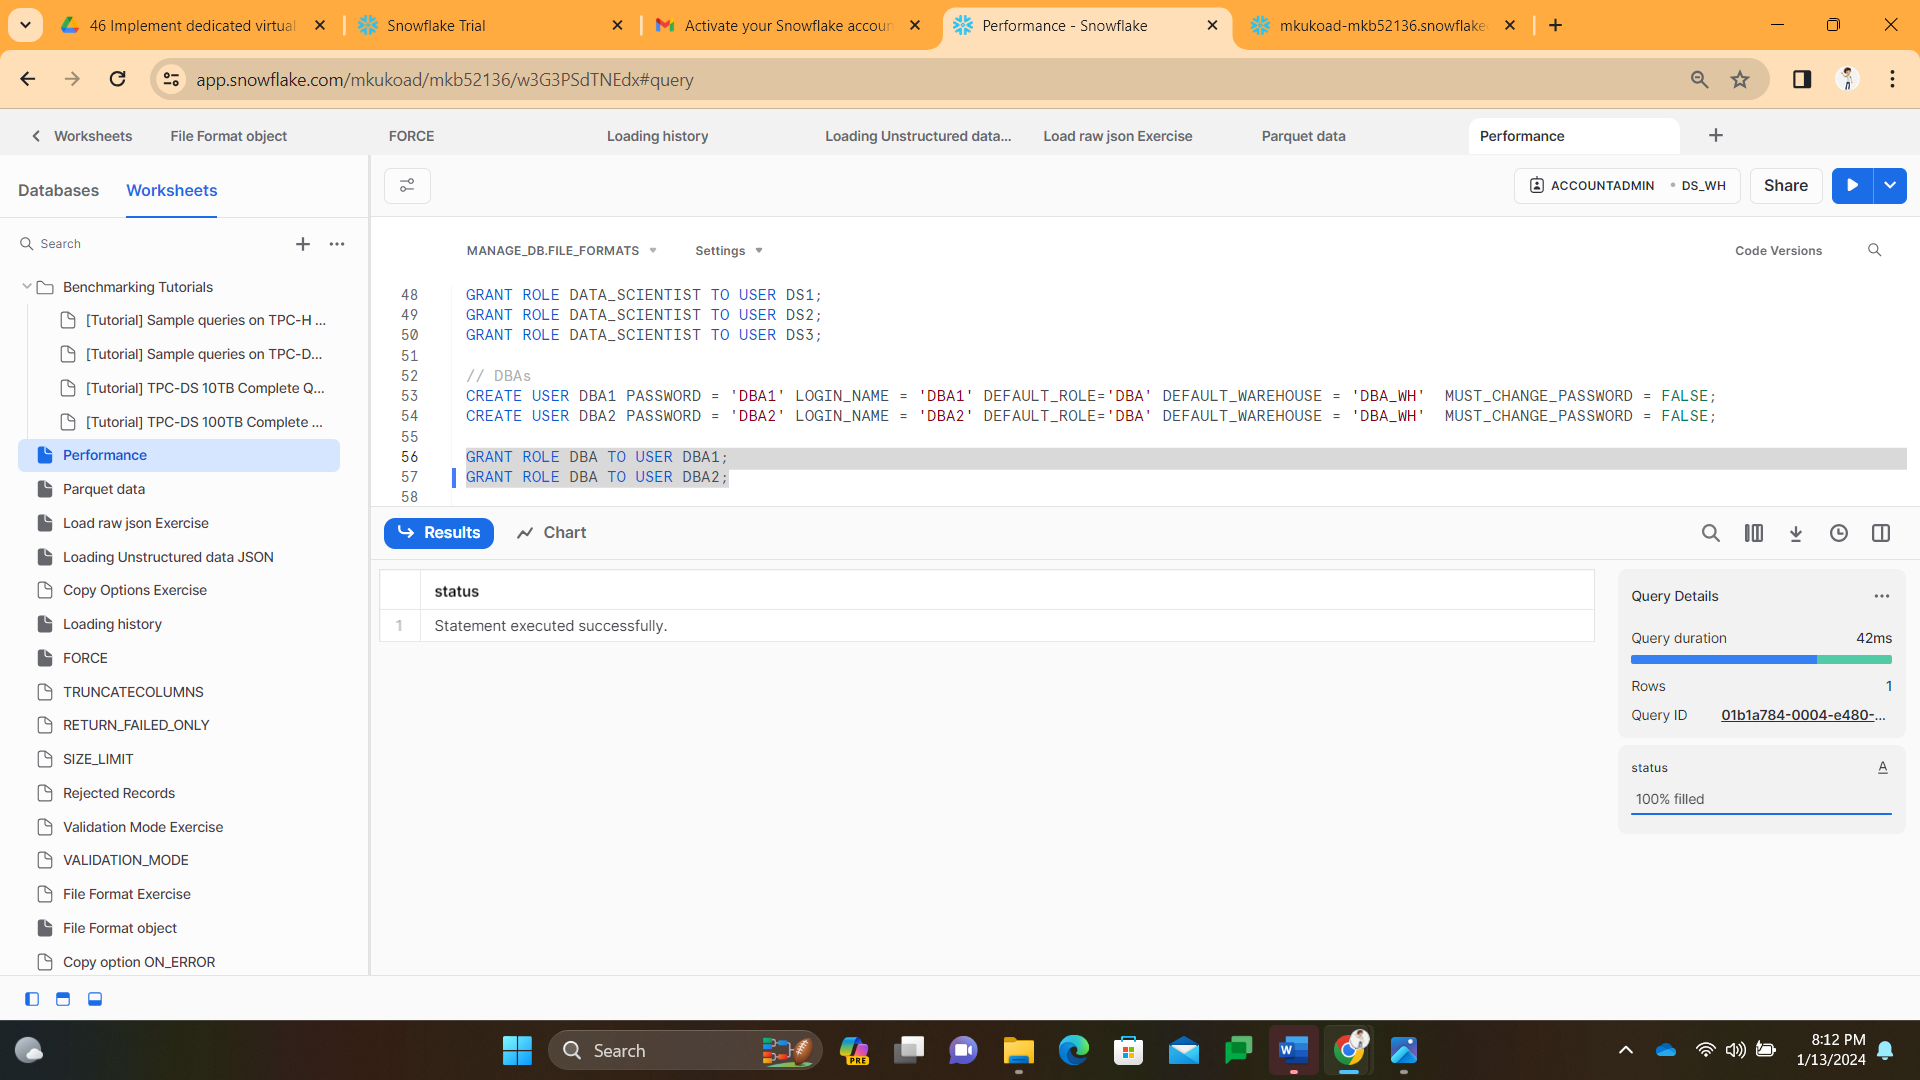 46 Implement dedicated virtual
Snowflake Trial
Activate your Snowflake accoun
Performance - Snowflake
mkukoad-mkb52136.snowflake
app.snowflake.com/mkukoad/mkb52136/w3G3PSdTNEdx#query
Worksheets
File Format object
FORCE
Loading history
Loading Unstructured data...
Load raw json Exercise
Parquet data
Performance
Databases
Worksheets
ACCOUNTADMIN
DS_WH
Share
Search
MANAGE_DB.FILE_FORMATS
Settings
Code Versions
Benchmarking Tutorials
[Tutorial] Sample queries on TPC-H ...
[Tutorial] Sample queries on TPC-D...
[Tutorial] TPC-DS 10TB Complete Q...
[Tutorial] TPC-DS 100TB Complete ...
Performance
Parquet data
Load raw json Exercise
Loading Unstructured data JSON
Copy Options Exercise
Loading history
FORCE
TRUNCATECOLUMNS
RETURN_FAILED_ONLY
SIZE_LIMIT
Rejected Records
Validation Mode Exercise
VALIDATION_MODE
File Format Exercise
File Format object
Copy option ON_ERROR
48 GRANT ROLE DATA_SCIENTIST TO USER DS1;
49 GRANT ROLE DATA_SCIENTIST TO USER DS2;
50 GRANT ROLE DATA_SCIENTIST TO USER DS3;
51
52 // DBAs
53 CREATE USER DBA1 PASSWORD = 'DBA1' LOGIN_NAME = 'DBA1' DEFAULT_ROLE='DBA' DEFAULT_WAREHOUSE = 'DBA_WH'  MUST_CHANGE_PASSWORD = FALSE;
54 CREATE USER DBA2 PASSWORD = 'DBA2' LOGIN_NAME = 'DBA2' DEFAULT_ROLE='DBA' DEFAULT_WAREHOUSE = 'DBA_WH'  MUST_CHANGE_PASSWORD = FALSE;
55
56 GRANT ROLE DBA TO USER DBA1;
57 GRANT ROLE DBA TO USER DBA2;
58
Results
Chart
status
1 Statement executed successfully.
Query Details
Query duration 42ms
Rows 1
Query ID 01b1a784-0004-e480-...
status A
100% filled
Search
PRE
8:12 PM
1/13/2024